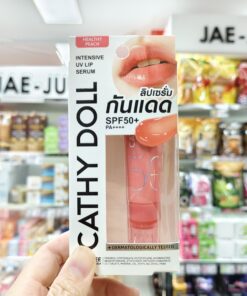 JAE-JU
JAE-
HEALTHY
PEACH
INTENSIVE
UV LIP
SERUM
CATHY DOLL
ลิปเซรั่ม
กันแดด
SPF50+
PA++++
+ DERMATOLOGICALLY TESTED